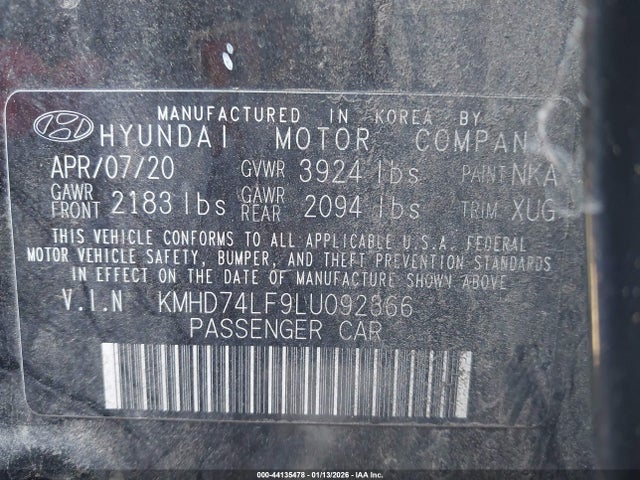 MANUFACTURED IN KOREA BY
HYUNDAI MOTOR COMPANY
APR/07/20 GVWR 3924 lbs PAINT NKA
GAWR FRONT 2183 lbs GAWR REAR 2094 lbs TRIM XUG
THIS VEHICLE CONFORMS TO ALL APPLICABLE U.S.A. FEDERAL
MOTOR VEHICLE SAFETY, BUMPER, AND THEFT PREVENTION STANDARDS
IN EFFECT ON THE DATE OF MANUFACTURE SHOWN ABOVE
V.I.N KMHD74LF9LU092866
PASSENGER CAR
000-44135478 | 01/13/2026 | IAA Inc.